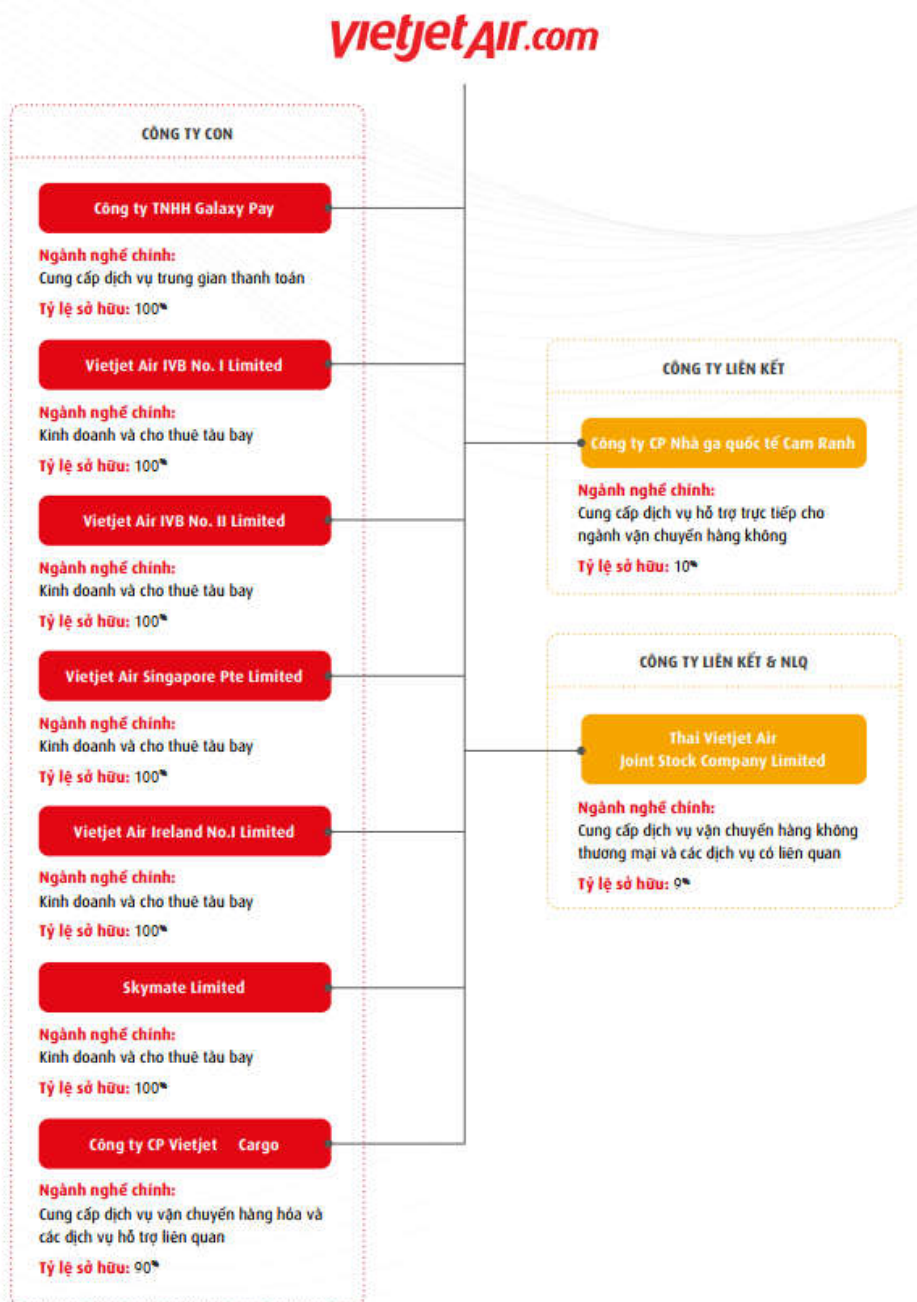 vietjetAir.com
CÔNG TY CON
Công ty TNHH Galaxy Pay
Ngành nghề chính:
Cung cấp dịch vụ trung gian thanh toán
Tỷ lệ sở hữu: 100%
Vietjet Air IVB No. I Limited
Ngành nghề chính:
Kinh doanh và cho thuê tàu bay
Tỷ lệ sở hữu: 100%
Vietjet Air IVB No. II Limited
Ngành nghề chính:
Kinh doanh và cho thuê tàu bay
Tỷ lệ sở hữu: 100%
Vietjet Air Singapore Pte Limited
Ngành nghề chính:
Kinh doanh và cho thuê tàu bay
Tỷ lệ sở hữu: 100%
Vietjet Air Ireland No.I Limited
Ngành nghề chính:
Kinh doanh và cho thuê tàu bay
Tỷ lệ sở hữu: 100%
Skymate Limited
Ngành nghề chính:
Kinh doanh và cho thuê tàu bay
Tỷ lệ sở hữu: 100%
Công ty CP Vietjet Cargo
Ngành nghề chính:
Cung cấp dịch vụ vận chuyển hàng hóa và
các dịch vụ hỗ trợ liên quan
Tỷ lệ sở hữu: 90%
CÔNG TY LIÊN KẾT
Công ty CP Nhà ga quốc tế Cam Ranh
Ngành nghề chính:
Cung cấp dịch vụ hỗ trợ trực tiếp cho
ngành vận chuyển hàng không
Tỷ lệ sở hữu: 10%
CÔNG TY LIÊN KẾT & NLQ
Thai Vietjet Air
Joint Stock Company Limited
Ngành nghề chính:
Cung cấp dịch vụ vận chuyển hàng không
thương mại và các dịch vụ có liên quan
Tỷ lệ sở hữu: 9%